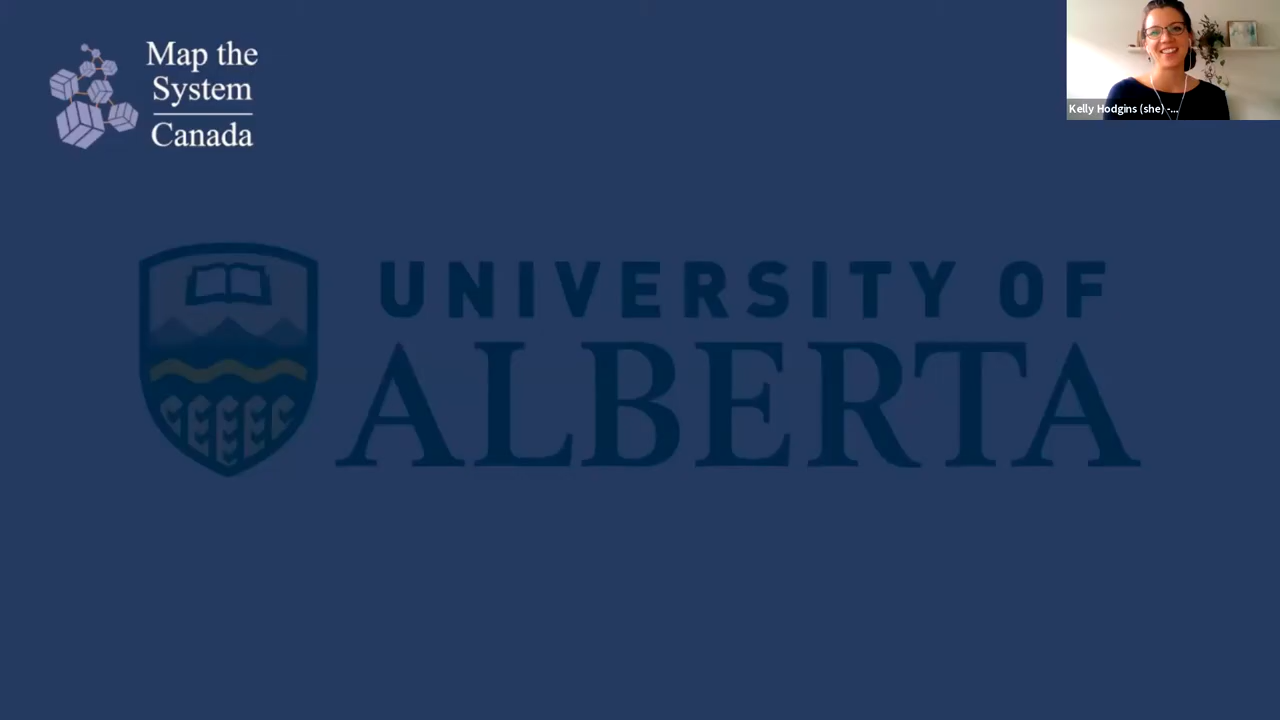 Map the
System
Canada
Kelly Hodgins (she) -...
UNIVERSITY OF
ALBERTA